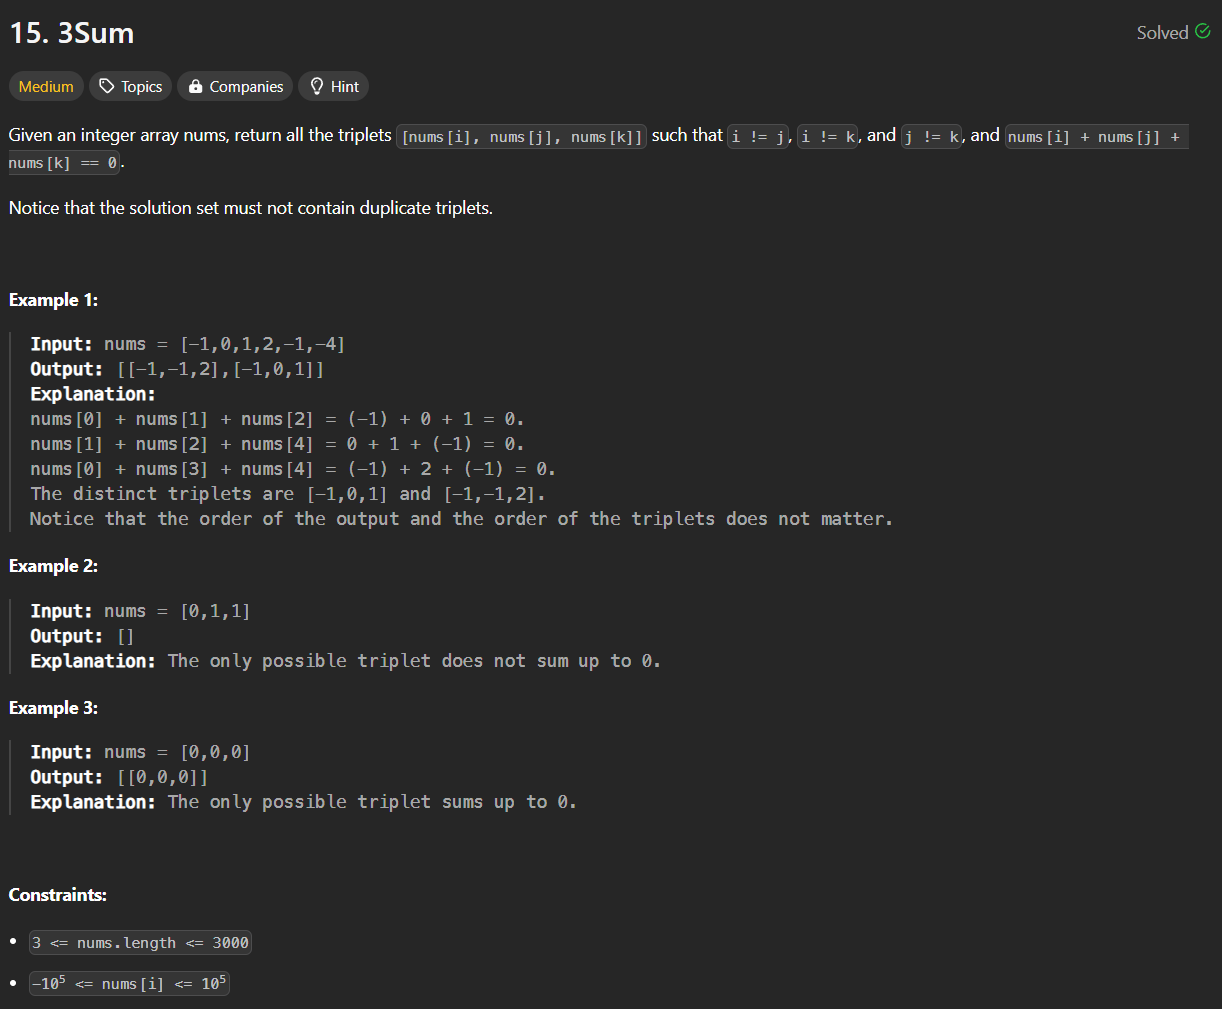 15. 3Sum
Solved
Medium Topics Companies Hint
Given an integer array nums, return all the triplets [nums[i], nums[j], nums[k]] such that i != j, i != k, and j != k, and nums[i] + nums[j] +
nums[k] == 0.
Notice that the solution set must not contain duplicate triplets.
Example 1:
Input: nums = [-1,0,1,2,-1,-4]
Output: [[-1,-1,2],[-1,0,1]]
Explanation:
nums[0] + nums[1] + nums[2] = (-1) + 0 + 1 = 0.
nums[1] + nums[2] + nums[4] = 0 + 1 + (-1) = 0.
nums[0] + nums[3] + nums[4] = (-1) + 2 + (-1) = 0.
The distinct triplets are [-1,0,1] and [-1,-1,2].
Notice that the order of the output and the order of the triplets does not matter.
Example 2:
Input: nums = [0,1,1]
Output: []
Explanation: The only possible triplet does not sum up to 0.
Example 3:
Input: nums = [0,0,0]
Output: [[0,0,0]]
Explanation: The only possible triplet sums up to 0.
Constraints:
• 3 <= nums.length <= 3000
• -10⁵ <= nums[i] <= 10⁵